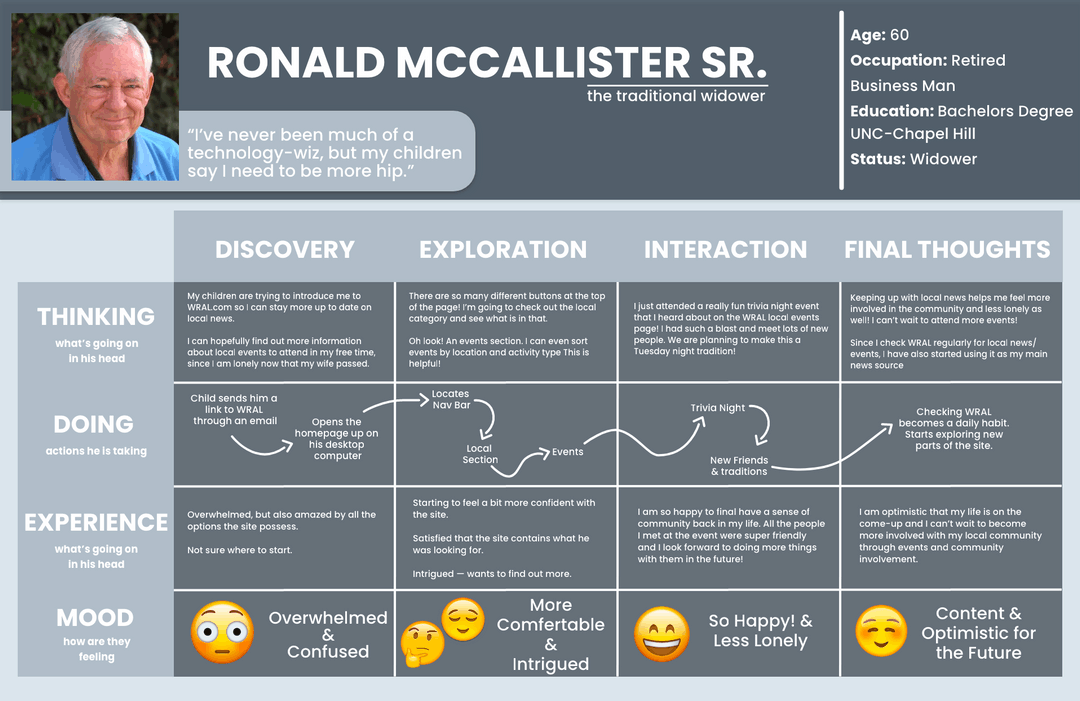 RONALD MCCALLISTER SR.
the traditional widower
“I’ve never been much of a
technology-wiz, but my children
say I need to be more hip.”
Age: 60
Occupation: Retired
Business Man
Education: Bachelors Degree
UNC-Chapel Hill
Status: Widower
DISCOVERY
EXPLORATION
INTERACTION
FINAL THOUGHTS
THINKING
what’s going on
in his head
My children are trying to introduce me to
WRAL.com so I can stay more up to date on
local news.
I can hopefully find out more information
about local events to attend in my free time,
since I am lonely now that my wife passed.
There are so many different buttons at the top
of the page! I’m going to check out the local
category and see what is in that.
Oh look! An events section. I can even sort
events by location and activity type This is
helpful!
I just attended a really fun trivia night event
that I heard about on the WRAL local events
page! I had such a blast and meet lots of new
people. We are planning to make this a
Tuesday night tradition!
Keeping up with local news helps me feel more
involved in the community and less lonely as
well! I can’t wait to attend more events!
Since I check WRAL regularly for local news/
events, I have also started using it as my main
news source
DOING
actions he is taking
Child sends him a
link to WRAL
through an email
Opens the
homepage up on
his desktop
computer
Locates
Nav Bar
Local
Section
Events
Trivia Night
New Friends
& traditions
Checking WRAL
becomes a daily habit.
Starts exploring new
parts of the site.
EXPERIENCE
what’s going on
in his head
Overwhelmed, but also amazed by all the
options the site possess.
Not sure where to start.
Starting to feel a bit more confident with
the site.
Satisfied that the site contains what he
was looking for.
Intrigued — wants to find out more.
I am so happy to final have a sense of
community back in my life. All the people
I met at the event were super friendly
and I look forward to doing more things
with them in the future!
I am optimistic that my life is on the
come-up and I can’t wait to become
more involved with my local community
through events and community
involvement.
MOOD
how are they
feeling
Overwhelmed
&
Confused
More
Comfertable
&
Intrigued
So Happy! &
Less Lonely
Content &
Optimistic for
the Future